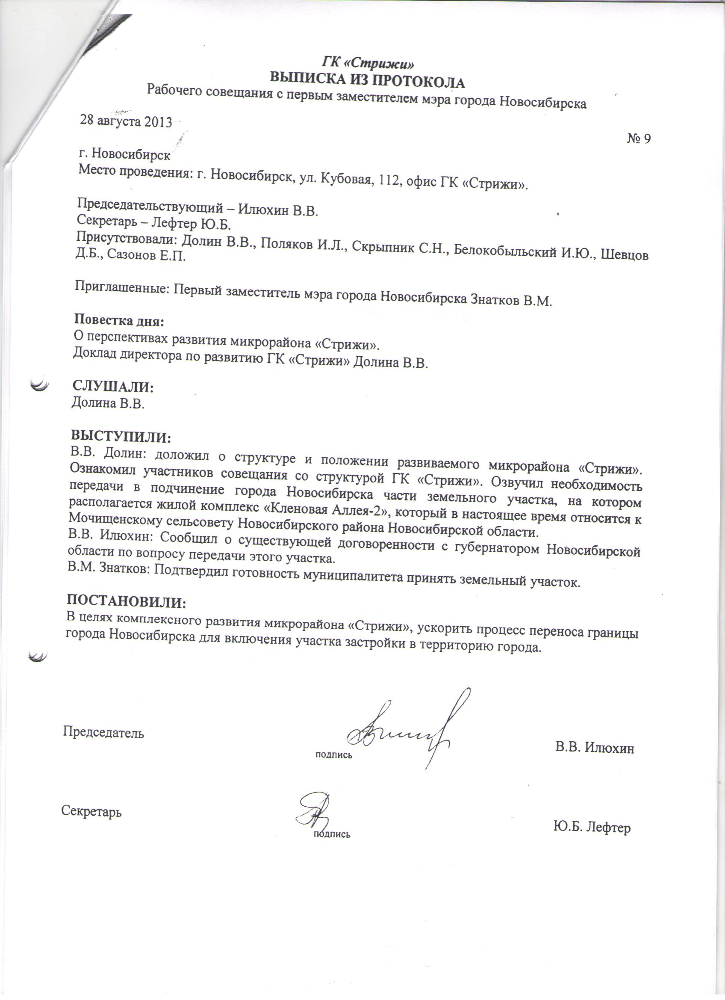 ГК «Стрижи»
ВЫПИСКА ИЗ ПРОТОКОЛА
Рабочего совещания с первым заместителем мэра города Новосибирска
28 августа 2013
№ 9
г. Новосибирск
Место проведения: г. Новосибирск, ул. Кубовая, 112, офис ГК «Стрижи».
Председательствующий – Илюхин В.В.
Секретарь – Лефтер Ю.Б.
Присутствовали: Долин В.В., Поляков И.Л., Скрыпник С.Н., Белокобыльский И.Ю., Шевцов
Д.Б., Сазонов Е.П.
Приглашенные: Первый заместитель мэра города Новосибирска Знатков В.М.
Повестка дня:
О перспективах развития микрорайона «Стрижи».
Доклад директора по развитию ГК «Стрижи» Долина В.В.
СЛУШАЛИ:
Долина В.В.
ВЫСТУПИЛИ:
В.В. Долин: доложил о структуре и положении развиваемого микрорайона «Стрижи».
Ознакомил участников совещания со структурой ГК «Стрижи». Озвучил необходимость
передачи в подчинение города Новосибирска части земельного участка, на котором
располагается жилой комплекс «Кленовая Аллея-2», который в настоящее время относится к
Мочищенскому сельсовету Новосибирского района Новосибирской области.
В.В. Илюхин: Сообщил о существующей договоренности с губернатором Новосибирской
области по вопросу передачи этого участка.
В.М. Знатков: Подтвердил готовность муниципалитета принять земельный участок.
ПОСТАНОВИЛИ:
В целях комплексного развития микрорайона «Стрижи», ускорить процесс переноса границы
города Новосибирска для включения участка застройки в территорию города.
Председатель
подпись
В.В. Илюхин
Секретарь
подпись
Ю.Б. Лефтер